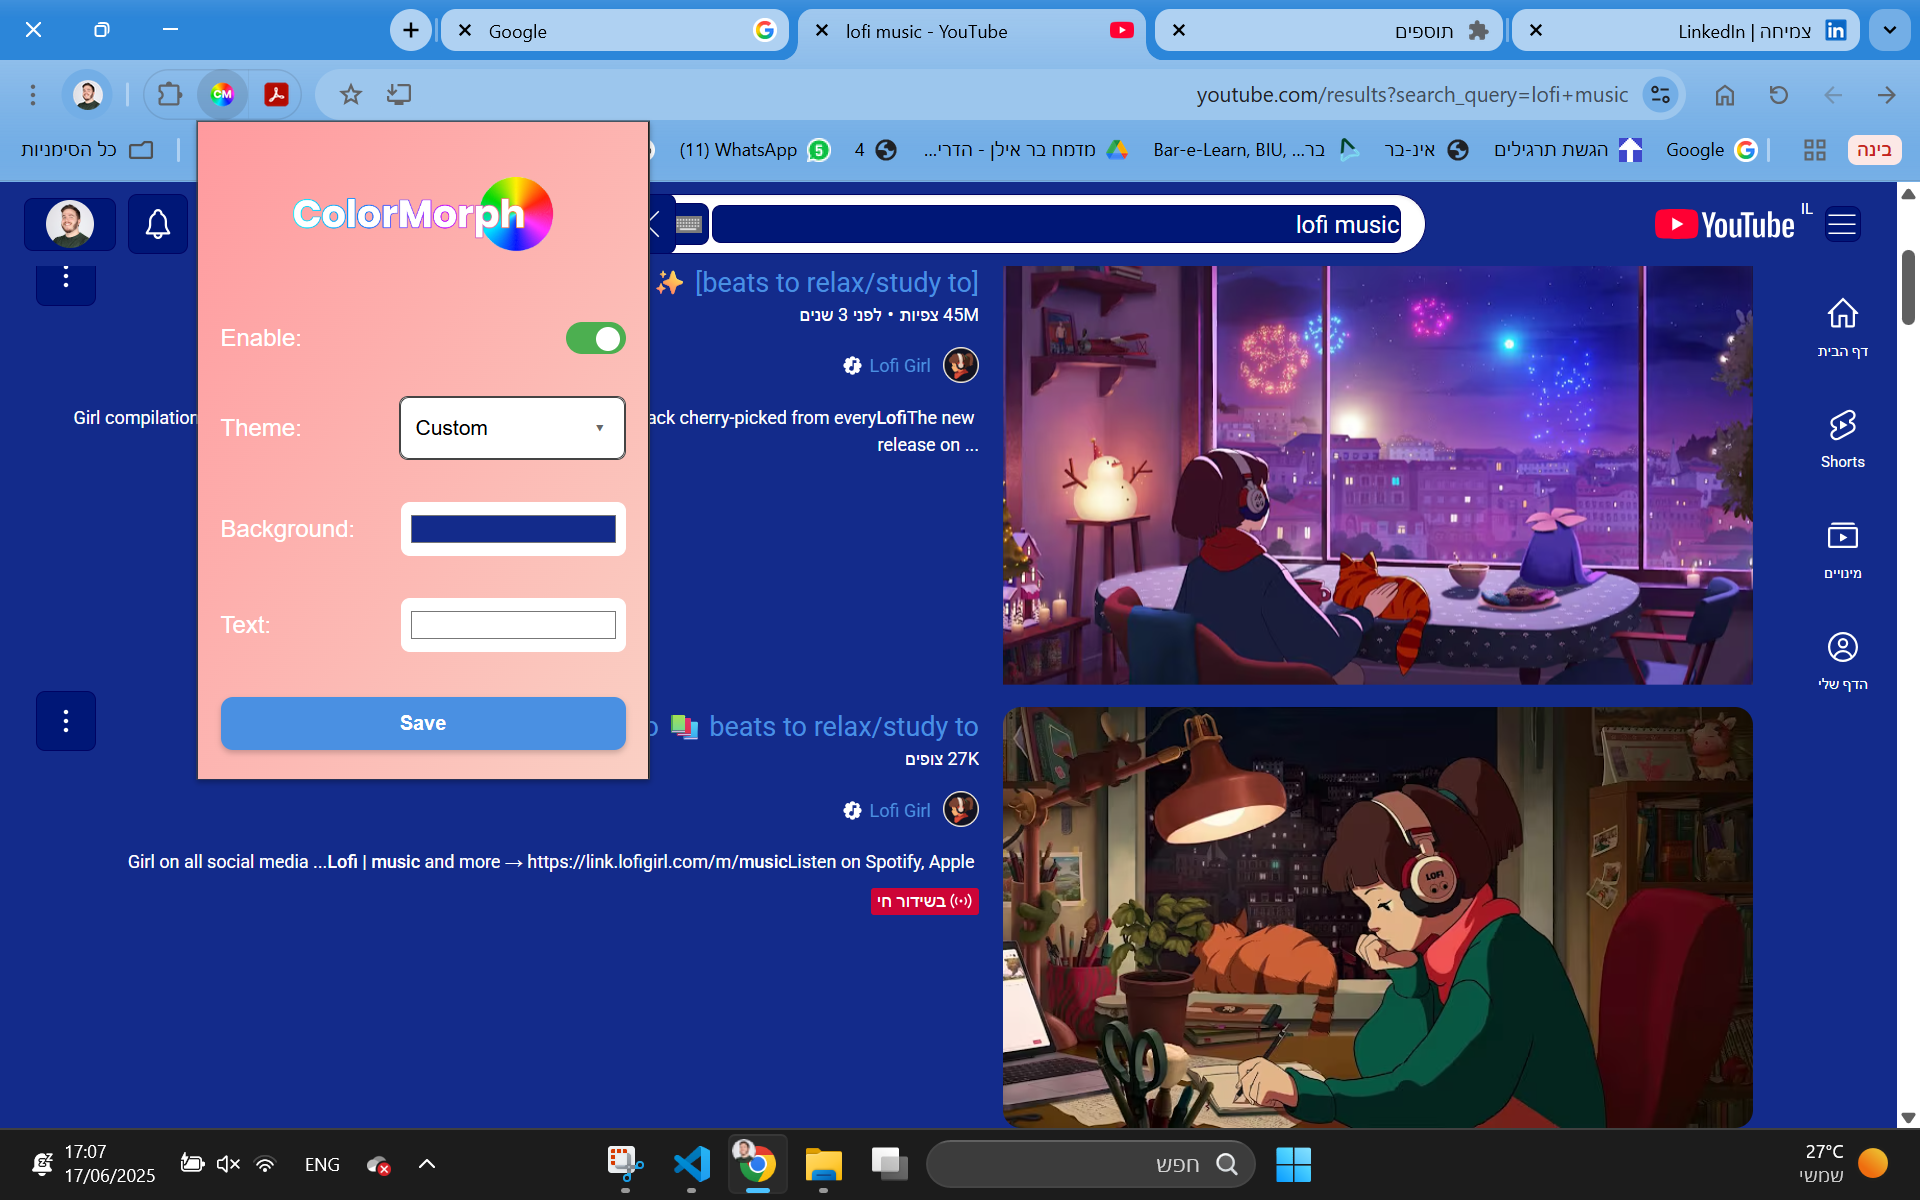 Google
lofi music - YouTube
תוספים
צמיחה | LinkedIn
CM
youtube.com/results?search_query=lofi+music
כל הסימניות
(11) WhatsApp
5
4
מדמח בר אילן - הדרי...
Bar-e-Learn, BIU, ...בר
אינ-בר
הגשת תרגילים
Google
בינה
ColorMorph
Enable:
Theme:
Custom
Background:
Text:
Save
lofi music
YouTube
IL
[beats to relax/study to]
45M צפיות • לפני 3 שנים
Lofi Girl
Girl compilation
ack cherry-picked from everyLofiThe new
release on ...
beats to relax/study to
27K צופים
Lofi Girl
Girl on all social media ...Lofi | music and more → https://link.lofigirl.com/m/musicListen on Spotify, Apple
בשידור חי
LOFI
דף הבית
Shorts
מינויים
הדף שלי
17:07
17/06/2025
ENG
חפש
27°C
שמשי